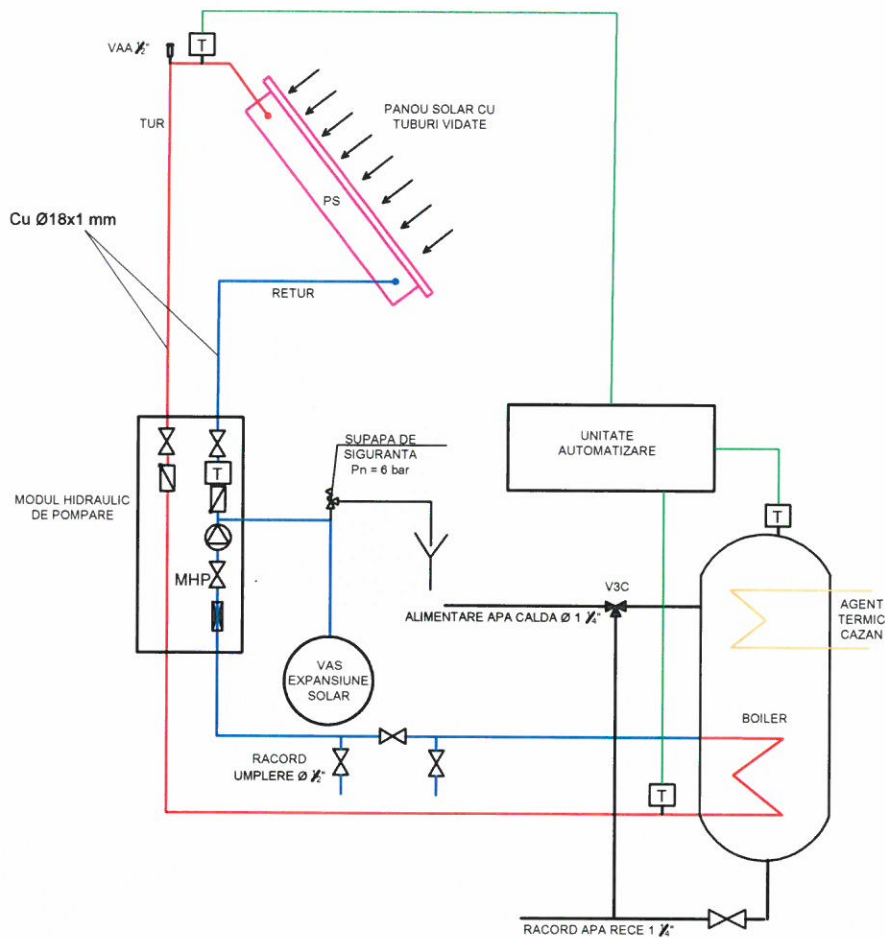 VAA ½"
T
TUR
PANOU SOLAR CU
TUBURI VIDATE
PS
Cu Ø18x1 mm
RETUR
SUPAPA DE
SIGURANTA
Pn = 6 bar
UNITATE
AUTOMATIZARE
T
MODUL HIDRAULIC
DE POMPARE
T
MHP
V3C
ALIMENTARE APA CALDA Ø 1 ¼"
AGENT
TERMIC
CAZAN
VAS
EXPANSIUNE
SOLAR
BOILER
RACORD
UMPLERE Ø ½"
T
RACORD APA RECE 1 ¼"